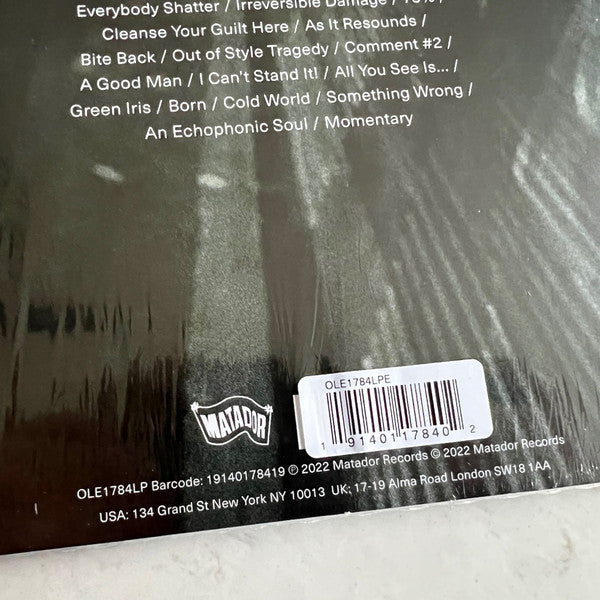 Everybody Shatter / Irreversible Damage /
Cleanse Your Guilt Here / As It Resounds /
Bite Back / Out of Style Tragedy / Comment #2 /
A Good Man / I Can't Stand It! / All You See Is... /
Green Iris / Born / Cold World / Something Wrong /
An Echophonic Soul / Momentary
OLE1784LPE
1 91401 17840 2
MATADOR
OLE1784LP Barcode: 19140178419 ℗ 2022 Matador Records © 2022 Matador Records
USA: 134 Grand St New York NY 10013 UK; 17-19 Alma Road London SW18 1AA